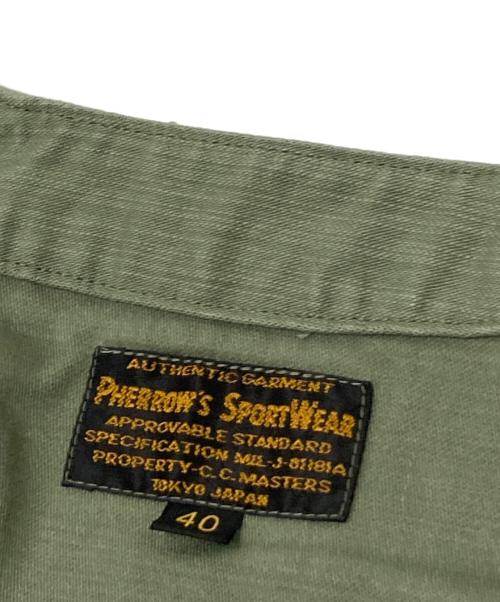 AUTHENTIC GARMENT
PHERROW'S SPORTWEAR
APPROVABLE STANDARD
SPECIFICATION MIL-J-81181A
PROPERTY-C.C.MASTERS
TOKYO JAPAN
40